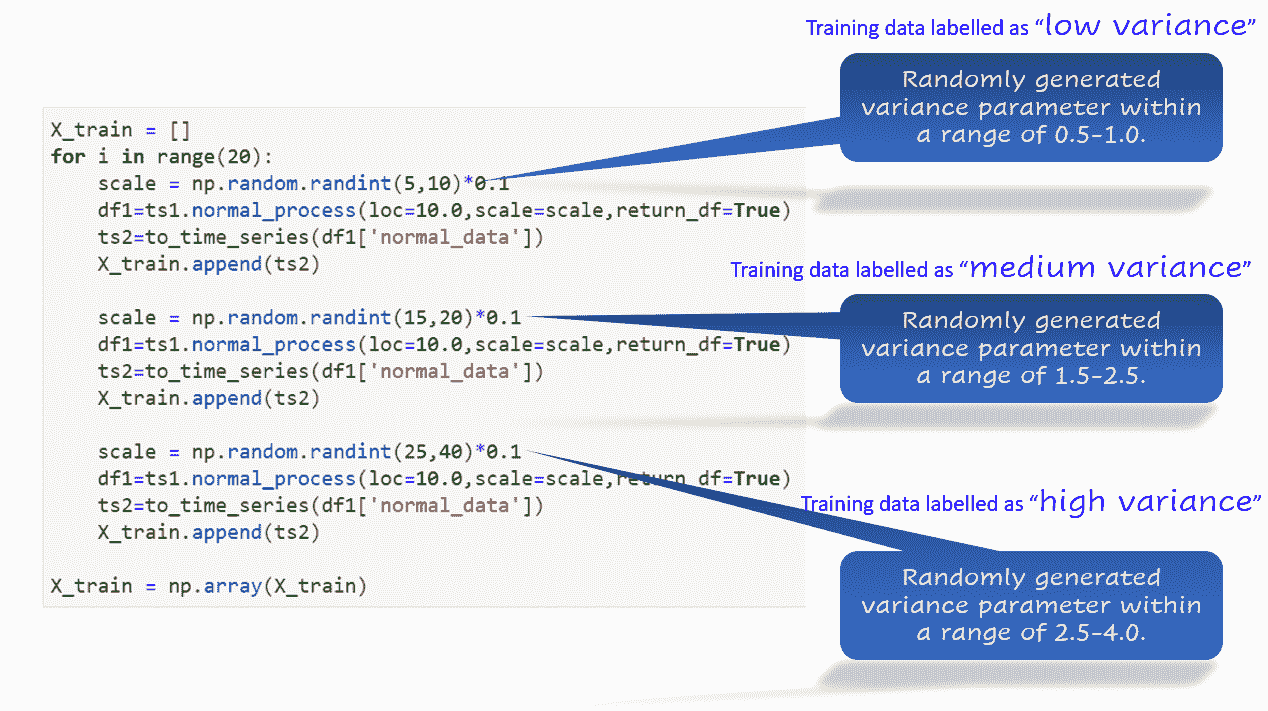 Training data labelled as “low variance”
Randomly generated
variance parameter within
a range of 0.5-1.0.
X_train = []
for i in range(20):
    scale = np.random.randint(5,10)*0.1
    df1=ts1.normal_process(loc=10.0,scale=scale,return_df=True)
    ts2=to_time_series(df1['normal_data'])
    X_train.append(ts2)
Training data labelled as “medium variance”
Randomly generated
variance parameter within
a range of 1.5-2.5.
    scale = np.random.randint(15,20)*0.1
    df1=ts1.normal_process(loc=10.0,scale=scale,return_df=True)
    ts2=to_time_series(df1['normal_data'])
    X_train.append(ts2)
Training data labelled as “high variance”
Randomly generated
variance parameter within
a range of 2.5-4.0.
    scale = np.random.randint(25,40)*0.1
    df1=ts1.normal_process(loc=10.0,scale=scale,return_df=True)
    ts2=to_time_series(df1['normal_data'])
    X_train.append(ts2)
X_train = np.array(X_train)